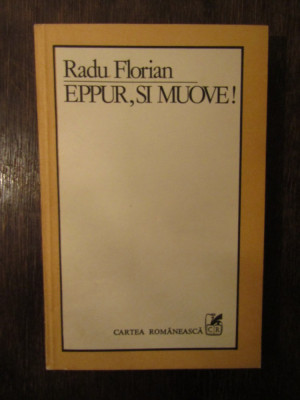 Radu Florian
EPPUR, SI MUOVE!
CARTEA ROMÂNEASCĂ
CR